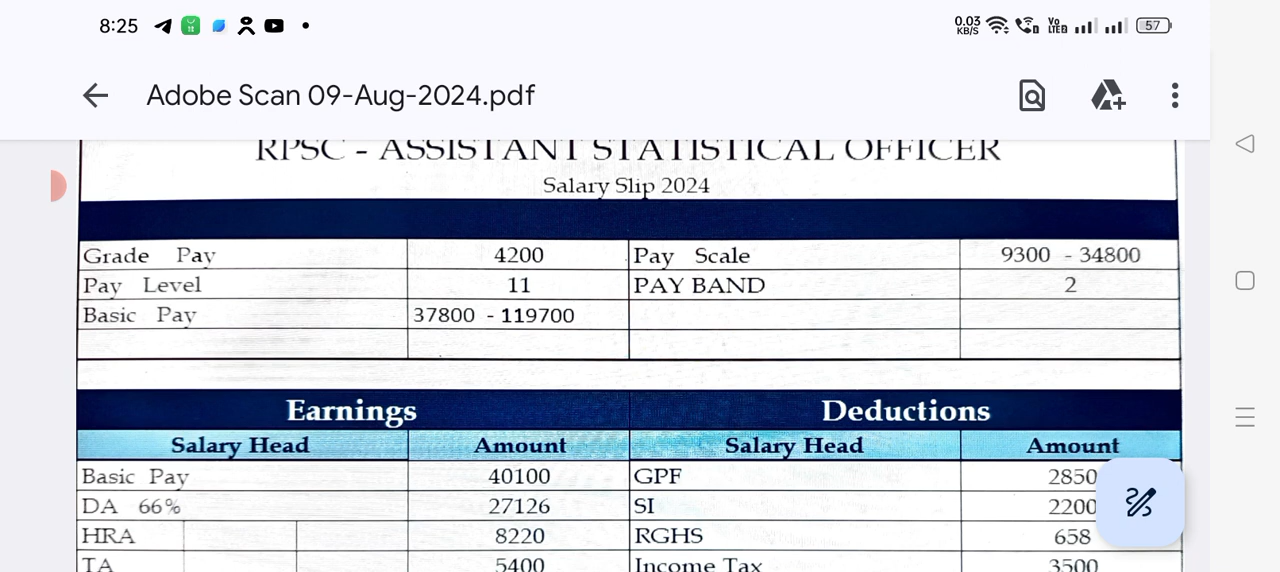 8:25
0.03 KB/S Vo LTE2 57
Adobe Scan 09-Aug-2024.pdf
RPSC - ASSISTANT STATISTICAL OFFICER
Salary Slip 2024
Grade Pay 4200 Pay Scale 9300 - 34800
Pay Level 11 PAY BAND 2
Basic Pay 37800 - 119700
Earnings Deductions
Salary Head Amount Salary Head Amount
Basic Pay 40100 GPF 2850
DA 66% 27126 SI 2200
HRA 8220 RGHS 658
TA 5400 Income Tax 3500